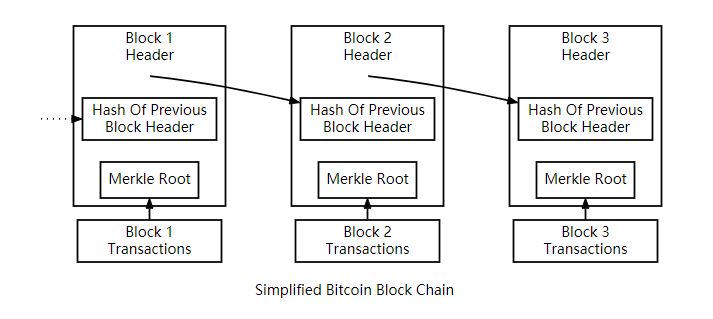 Block 1
Header
Block 2
Header
Block 3
Header
Hash Of Previous
Block Header
Hash Of Previous
Block Header
Hash Of Previous
Block Header
Merkle Root
Merkle Root
Merkle Root
Block 1
Transactions
Block 2
Transactions
Block 3
Transactions
Simplified Bitcoin Block Chain